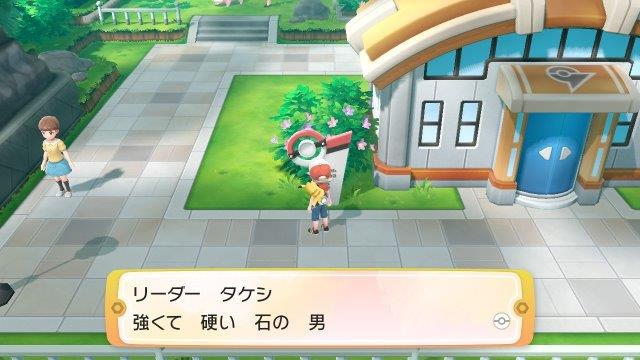 リーダー　タケシ
強くて　硬い　石の　男